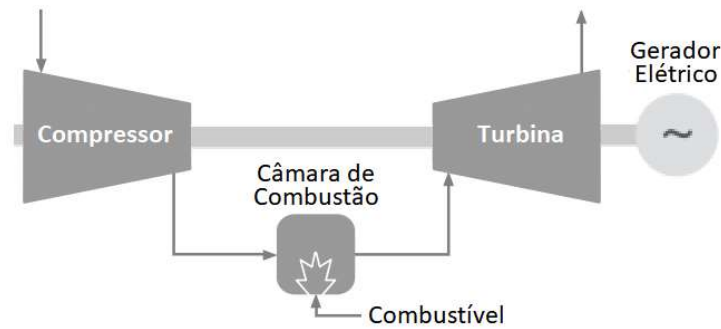 Gerador
Elétrico
Compressor
Turbina
~
Câmara de
Combustão
Combustível